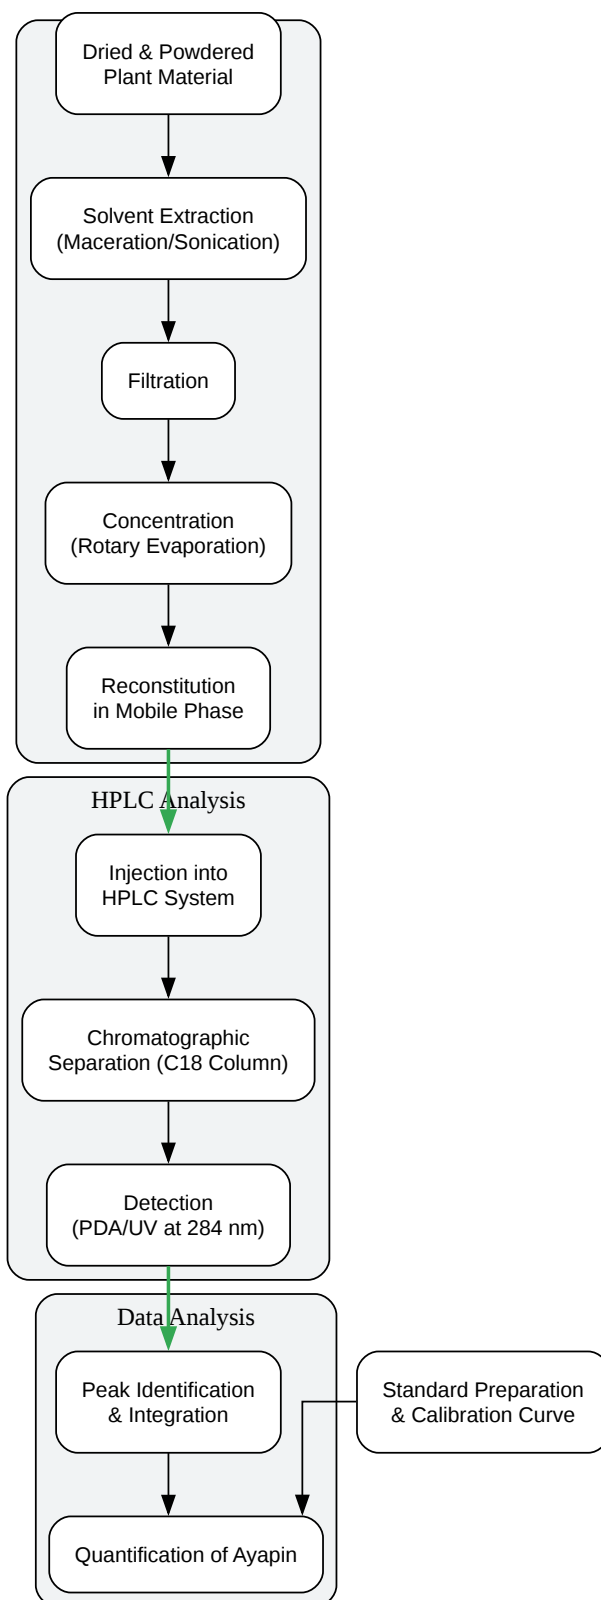 Dried & Powdered
Plant Material
Solvent Extraction
(Maceration/Sonication)
Filtration
Concentration
(Rotary Evaporation)
Reconstitution
in Mobile Phase
HPLC Analysis
Injection into
HPLC System
Chromatographic
Separation (C18 Column)
Detection
(PDA/UV at 284 nm)
Data Analysis
Peak Identification
& Integration
Standard Preparation
& Calibration Curve
Quantification of Ayapin